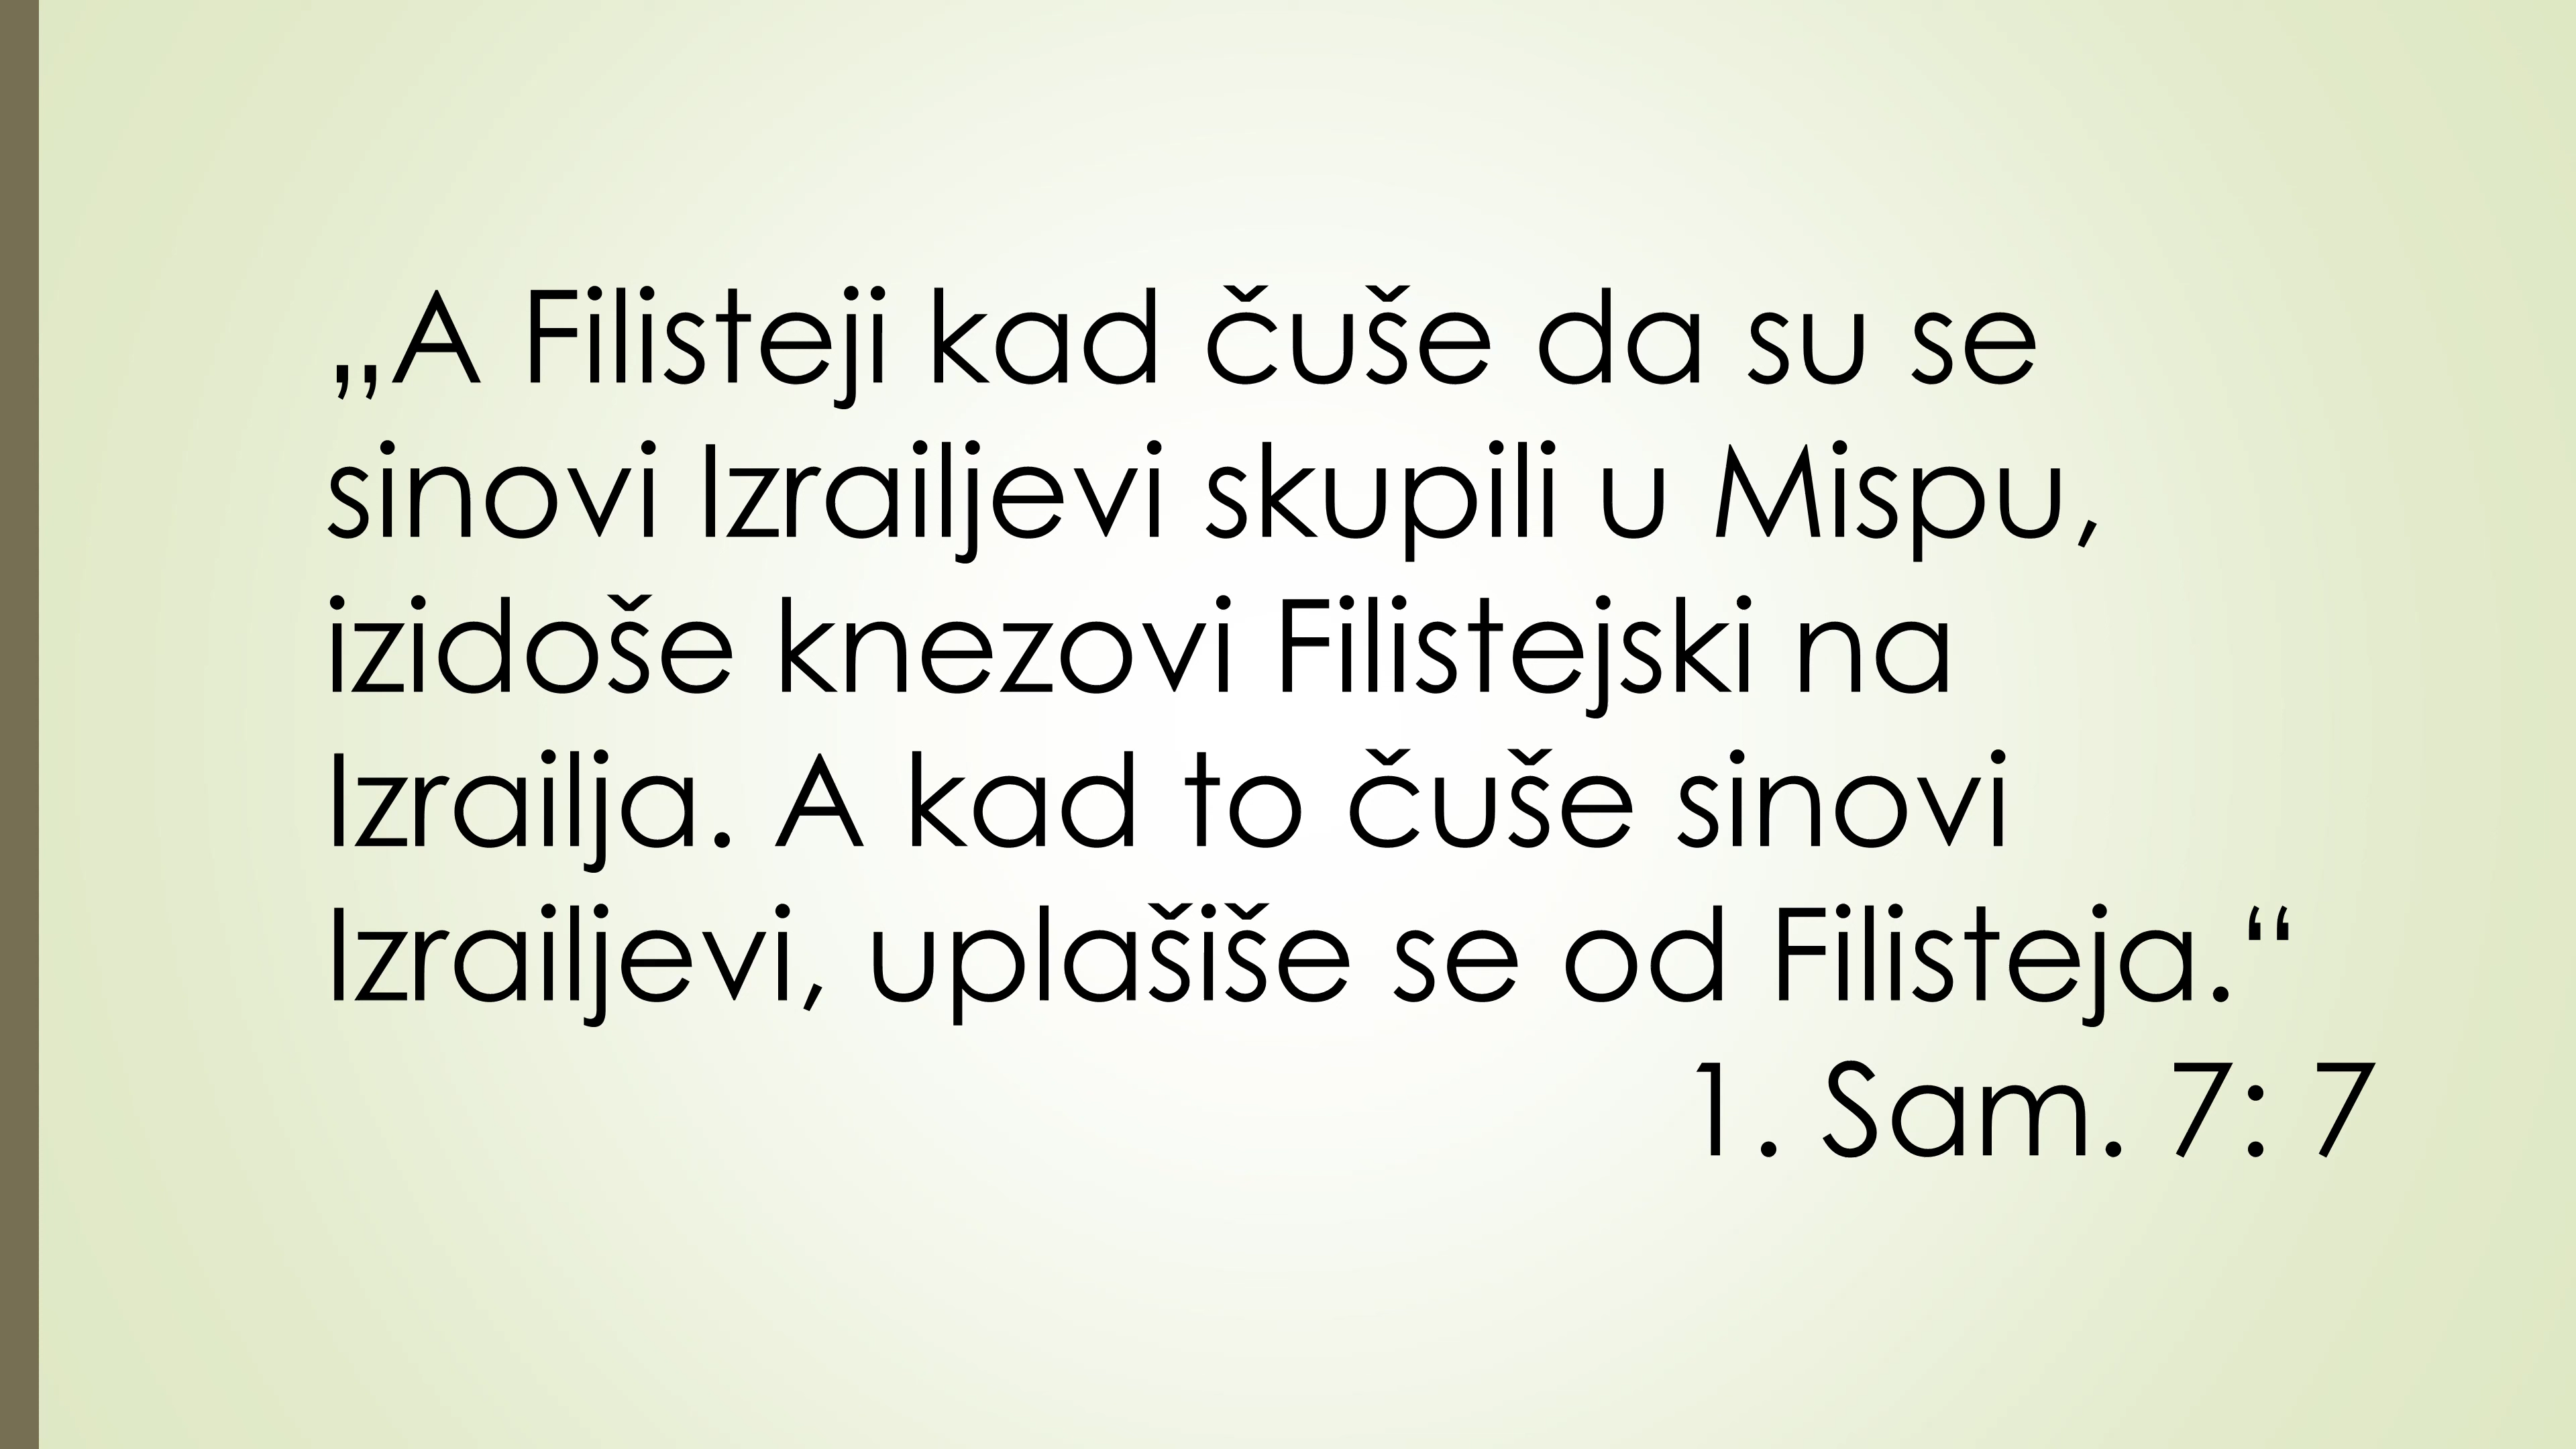 „A Filisteji kad čuše da su se
sinovi Izrailjevi skupili u Mispu,
izidoše knezovi Filistejski na
Izrailja. A kad to čuše sinovi
Izrailjevi, uplašiše se od Filisteja.“
1. Sam. 7: 7